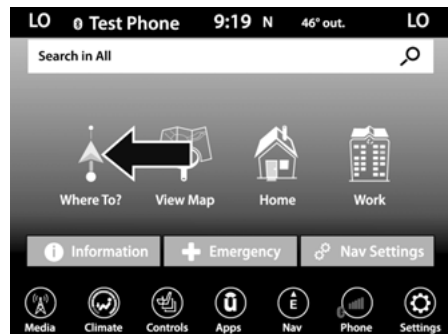 LO Test Phone 9:19 N 46° out. LO
Search in All
Where To? View Map Home Work
Information Emergency Nav Settings
Media Climate Controls Apps Nav Phone Settings